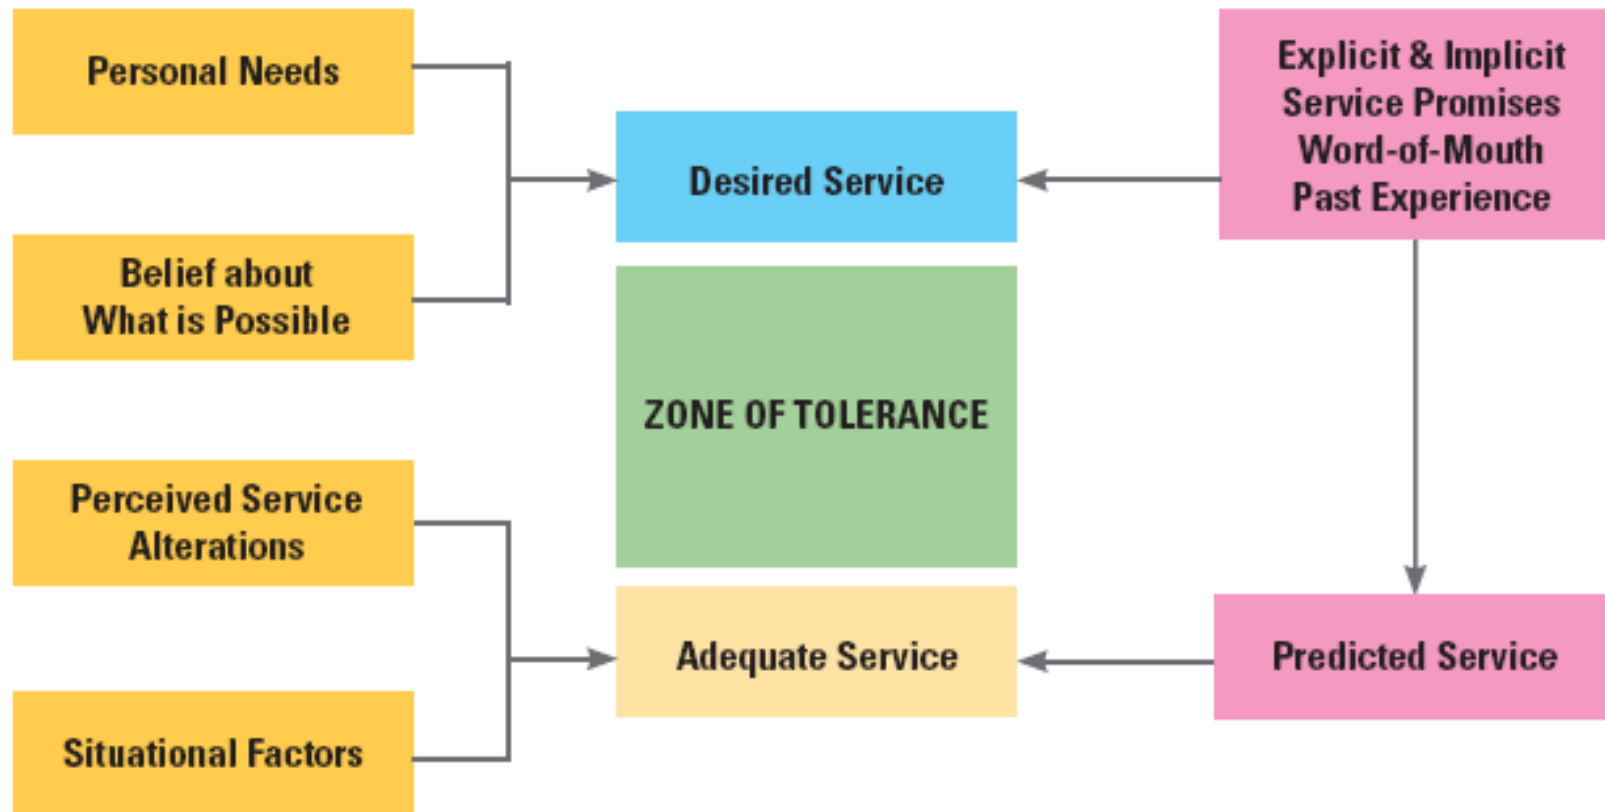 Personal Needs
Explicit & Implicit
Service Promises
Word-of-Mouth
Past Experience
Desired Service
Belief about
What is Possible
ZONE OF TOLERANCE
Perceived Service
Alterations
Adequate Service
Predicted Service
Situational Factors